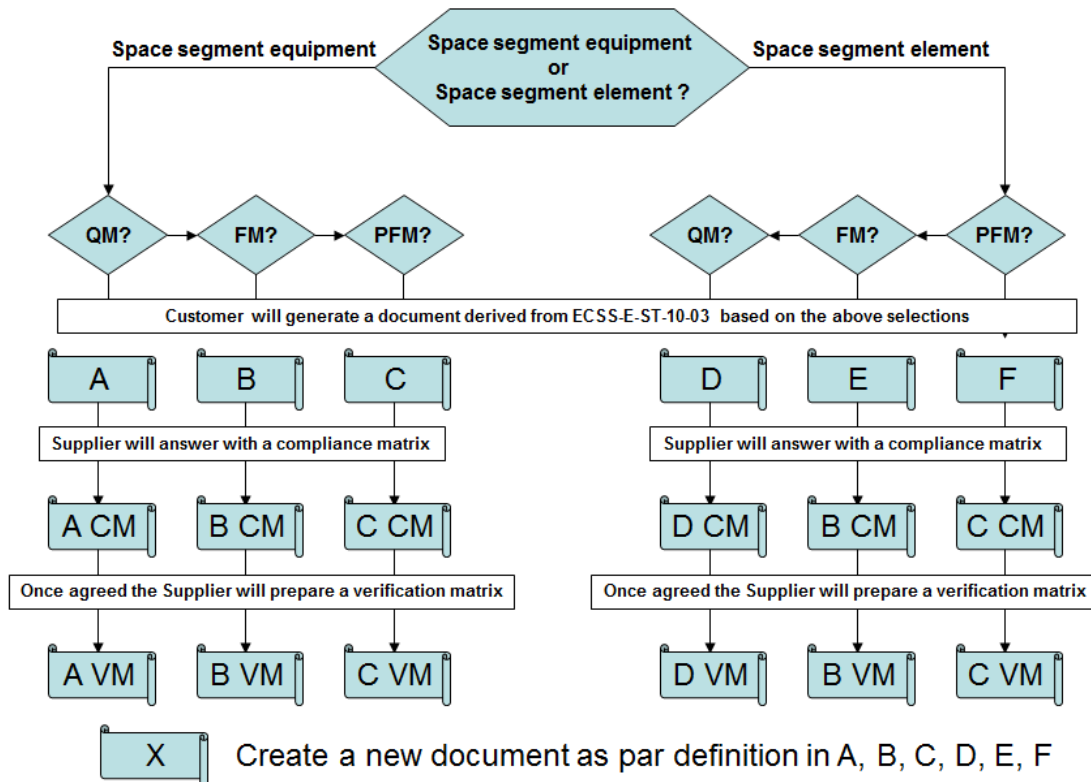 Space segment equipment
Space segment equipment
or
Space segment element ?
Space segment element
QM?
FM?
PFM?
QM?
FM?
PFM?
Customer will generate a document derived from ECSS-E-ST-10-03 based on the above selections
A
B
C
D
E
F
Supplier will answer with a compliance matrix
Supplier will answer with a compliance matrix
A CM
B CM
C CM
D CM
B CM
C CM
Once agreed the Supplier will prepare a verification matrix
Once agreed the Supplier will prepare a verification matrix
A VM
B VM
C VM
D VM
B VM
C VM
X
Create a new document as par definition in A, B, C, D, E, F